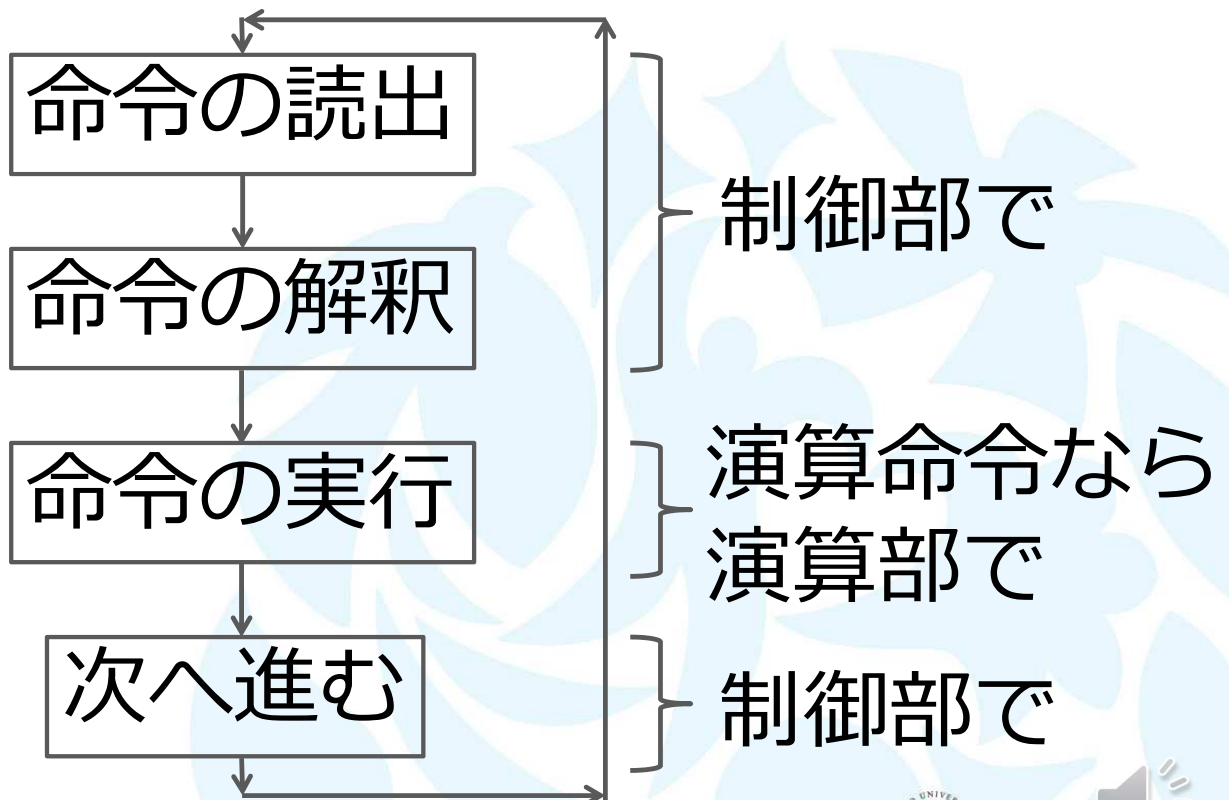 命令の読出
命令の解釈
制御部で
命令の実行
演算命令なら
演算部で
次へ進む
制御部で